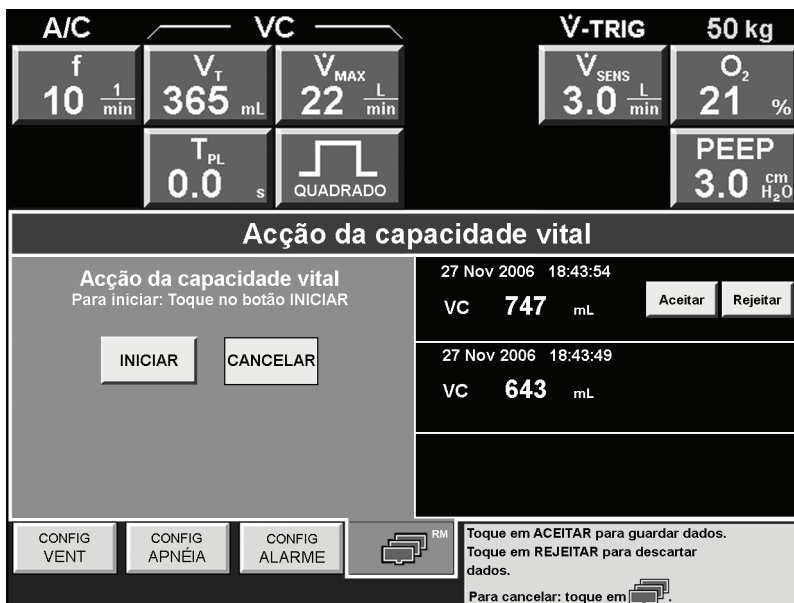 A/C VC V̇-TRIG 50 kg
f VT V̇MAX V̇SENS O2
10 1/min 365 mL 22 L/min 3.0 L/min 21 %
TPL PEEP
0.0 s QUADRADO 3.0 cm H2O
Acção da capacidade vital
Acção da capacidade vital
Para iniciar: Toque no botão INICIAR
INICIAR CANCELAR
27 Nov 2006 18:43:54
VC 747 mL Aceitar Rejeitar
27 Nov 2006 18:43:49
VC 643 mL
CONFIG VENT
CONFIG APNÉIA
CONFIG ALARME
RM
Toque em ACEITAR para guardar dados.
Toque em REJEITAR para descartar
dados.
Para cancelar: toque em .